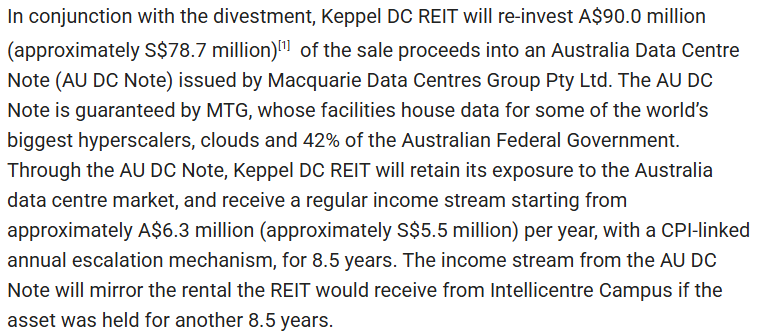 In conjunction with the divestment, Keppel DC REIT will re-invest A$90.0 million
(approximately S$78.7 million)[1] of the sale proceeds into an Australia Data Centre
Note (AU DC Note) issued by Macquarie Data Centres Group Pty Ltd. The AU DC
Note is guaranteed by MTG, whose facilities house data for some of the world’s
biggest hyperscalers, clouds and 42% of the Australian Federal Government.
Through the AU DC Note, Keppel DC REIT will retain its exposure to the Australia
data centre market, and receive a regular income stream starting from
approximately A$6.3 million (approximately S$5.5 million) per year, with a CPI-linked
annual escalation mechanism, for 8.5 years. The income stream from the AU DC
Note will mirror the rental the REIT would receive from Intellicentre Campus if the
asset was held for another 8.5 years.